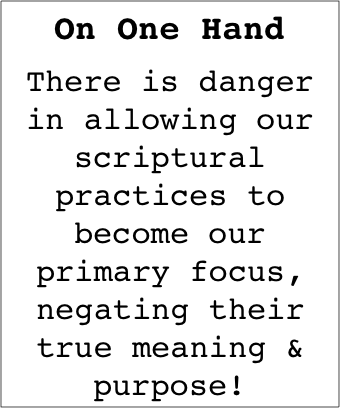 On One Hand
There is danger
in allowing our
scriptural
practices to
become our
primary focus,
negating their
true meaning &
purpose!